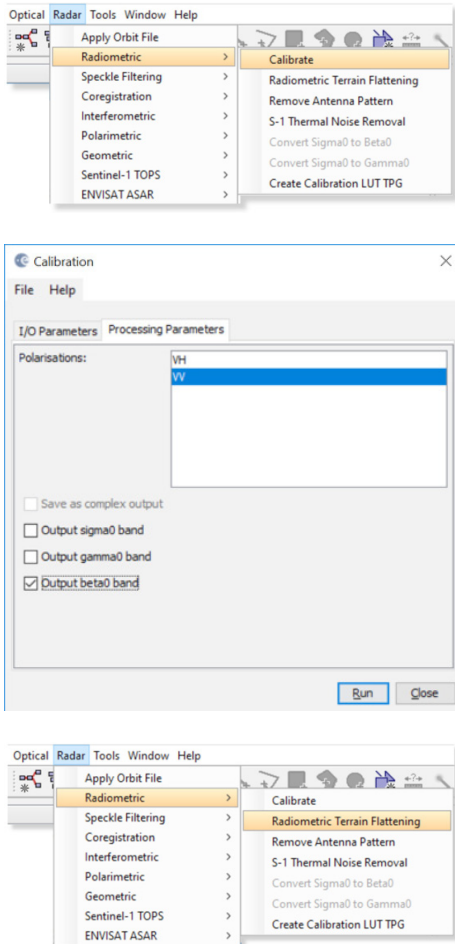 Optical Radar Tools Window Help
Apply Orbit File
Radiometric >
Speckle Filtering >
Coregistration >
Interferometric >
Polarimetric >
Geometric >
Sentinel-1 TOPS >
ENVISAT ASAR >
Calibrate
Radiometric Terrain Flattening
Remove Antenna Pattern
S-1 Thermal Noise Removal
Convert Sigma0 to Beta0
Convert Sigma0 to Gamma0
Create Calibration LUT TPG
Calibration
File Help
I/O Parameters Processing Parameters
Polarisations:
VH
VV
Save as complex output
Output sigma0 band
Output gamma0 band
Output beta0 band
Run Close
Optical Radar Tools Window Help
Apply Orbit File
Radiometric >
Speckle Filtering >
Coregistration >
Interferometric >
Polarimetric >
Geometric >
Sentinel-1 TOPS >
ENVISAT ASAR >
Calibrate
Radiometric Terrain Flattening
Remove Antenna Pattern
S-1 Thermal Noise Removal
Convert Sigma0 to Beta0
Convert Sigma0 to Gamma0
Create Calibration LUT TPG